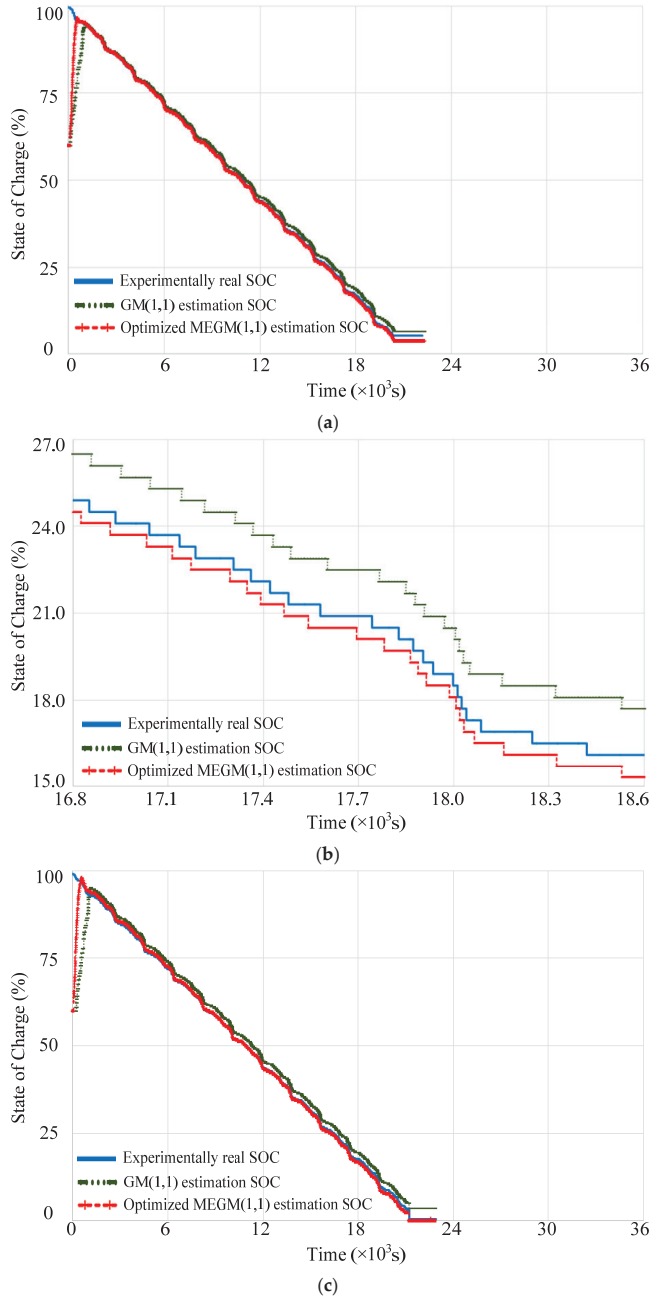 100
75
50
25
0
State of Charge (%)
Experimentally real SOC
GM(1,1) estimation SOC
Optimized MEGM(1,1) estimation SOC
0 6 12 18 24 30 36
Time (×10³s)
(a)
27.0
24.0
21.0
18.0
15.0
State of Charge (%)
Experimentally real SOC
GM(1,1) estimation SOC
Optimized MEGM(1,1) estimation SOC
16.8 17.1 17.4 17.7 18.0 18.3 18.6
Time (×10³s)
(b)
100
75
50
25
0
State of Charge (%)
Experimentally real SOC
GM(1,1) estimation SOC
Optimized MEGM(1,1) estimation SOC
0 6 12 18 24 30 36
Time (×10³s)
(c)